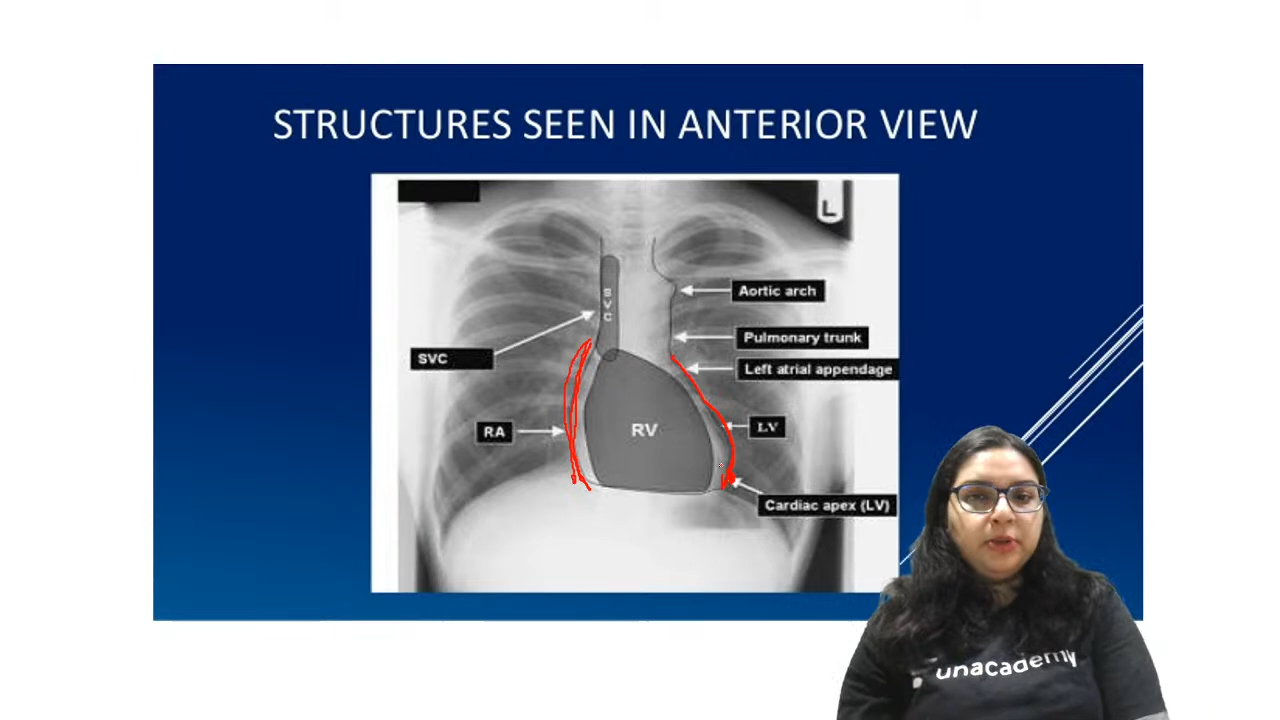 STRUCTURES SEEN IN ANTERIOR VIEW
L
S
V
C
Aortic arch
Pulmonary trunk
SVC
Left atrial appendage
RA
RV
LV
Cardiac apex (LV)
unacademy